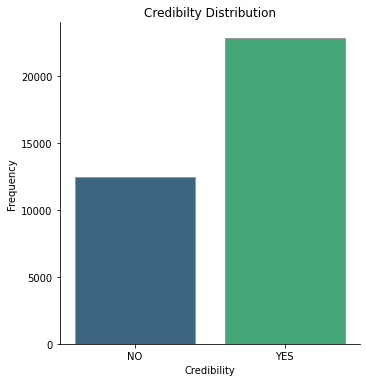 Credibilty Distribution
Frequency
20000
15000
10000
5000
0
NO YES
Credibility